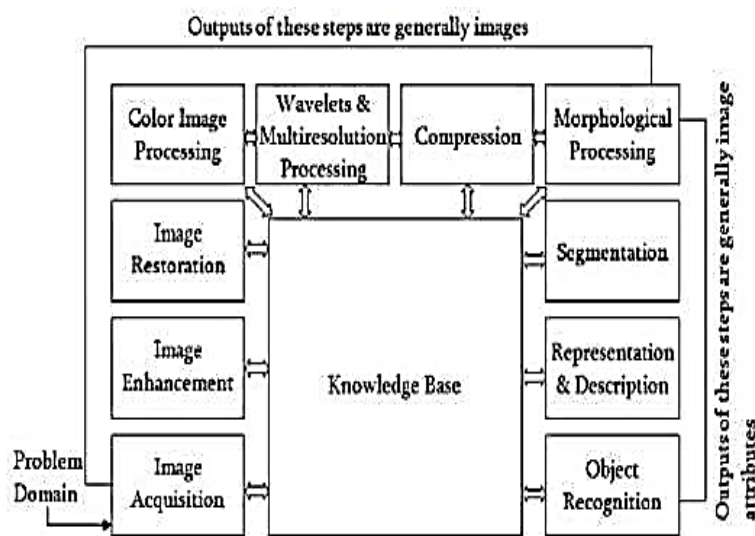 Outputs of these steps are generally images
Color Image
Processing
Wavelets &
Multiresolution
Processing
Compression
Morphological
Processing
Image
Restoration
Segmentation
Image
Enhancement
Knowledge Base
Representation
& Description
Problem
Domain
Image
Acquisition
Object
Recognition
Outputs of these steps are generally image
attributes